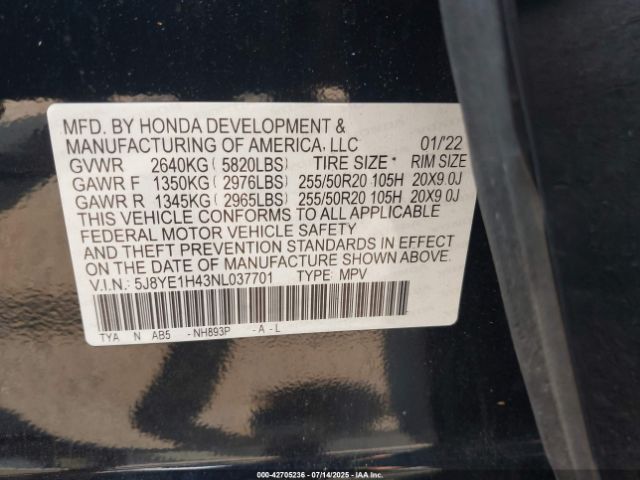 MFD. BY HONDA DEVELOPMENT &
MANUFACTURING OF AMERICA, LLC 01/'22
GVWR 2640KG ( 5820LBS) TIRE SIZE * RIM SIZE
GAWR F 1350KG ( 2976LBS) 255/50R20 105H 20X9.0J
GAWR R 1345KG ( 2965LBS) 255/50R20 105H 20X9.0J
THIS VEHICLE CONFORMS TO ALL APPLICABLE
FEDERAL MOTOR VEHICLE SAFETY
AND THEFT PREVENTION STANDARDS IN EFFECT
ON THE DATE OF MANUFACTURE SHOWN ABOVE.
V.I.N.: 5J8YE1H43NL037701 TYPE: MPV
TYA N AB5 -NH893P -A-L
000-42705236 - 07/14/2025 - IAA Inc.